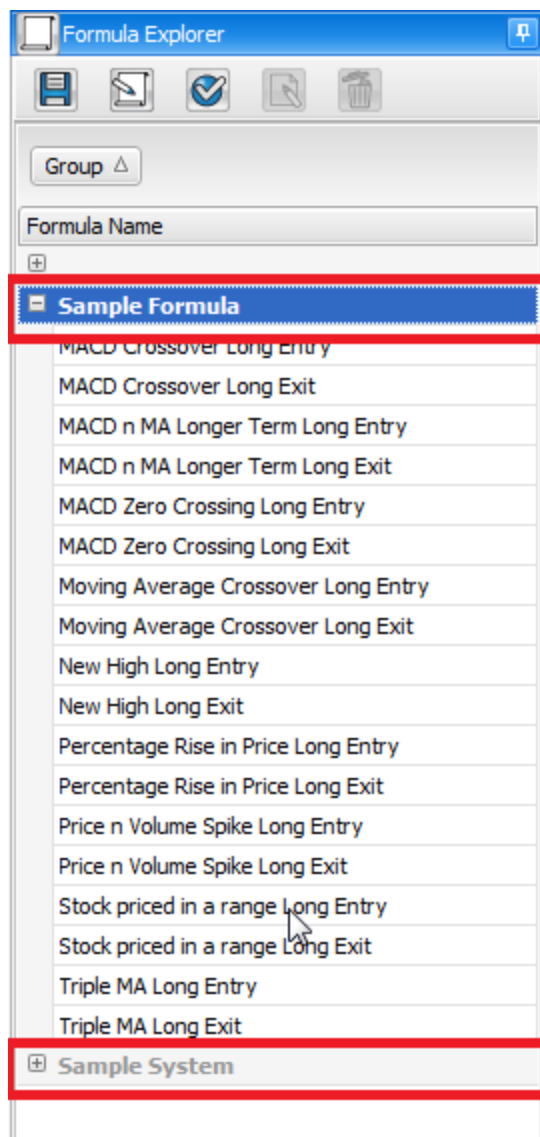 Formula Explorer
Group
Formula Name
Sample Formula
MACD Crossover Long Entry
MACD Crossover Long Exit
MACD n MA Longer Term Long Entry
MACD n MA Longer Term Long Exit
MACD Zero Crossing Long Entry
MACD Zero Crossing Long Exit
Moving Average Crossover Long Entry
Moving Average Crossover Long Exit
New High Long Entry
New High Long Exit
Percentage Rise in Price Long Entry
Percentage Rise in Price Long Exit
Price n Volume Spike Long Entry
Price n Volume Spike Long Exit
Stock priced in a range Long Entry
Stock priced in a range Long Exit
Triple MA Long Entry
Triple MA Long Exit
Sample System